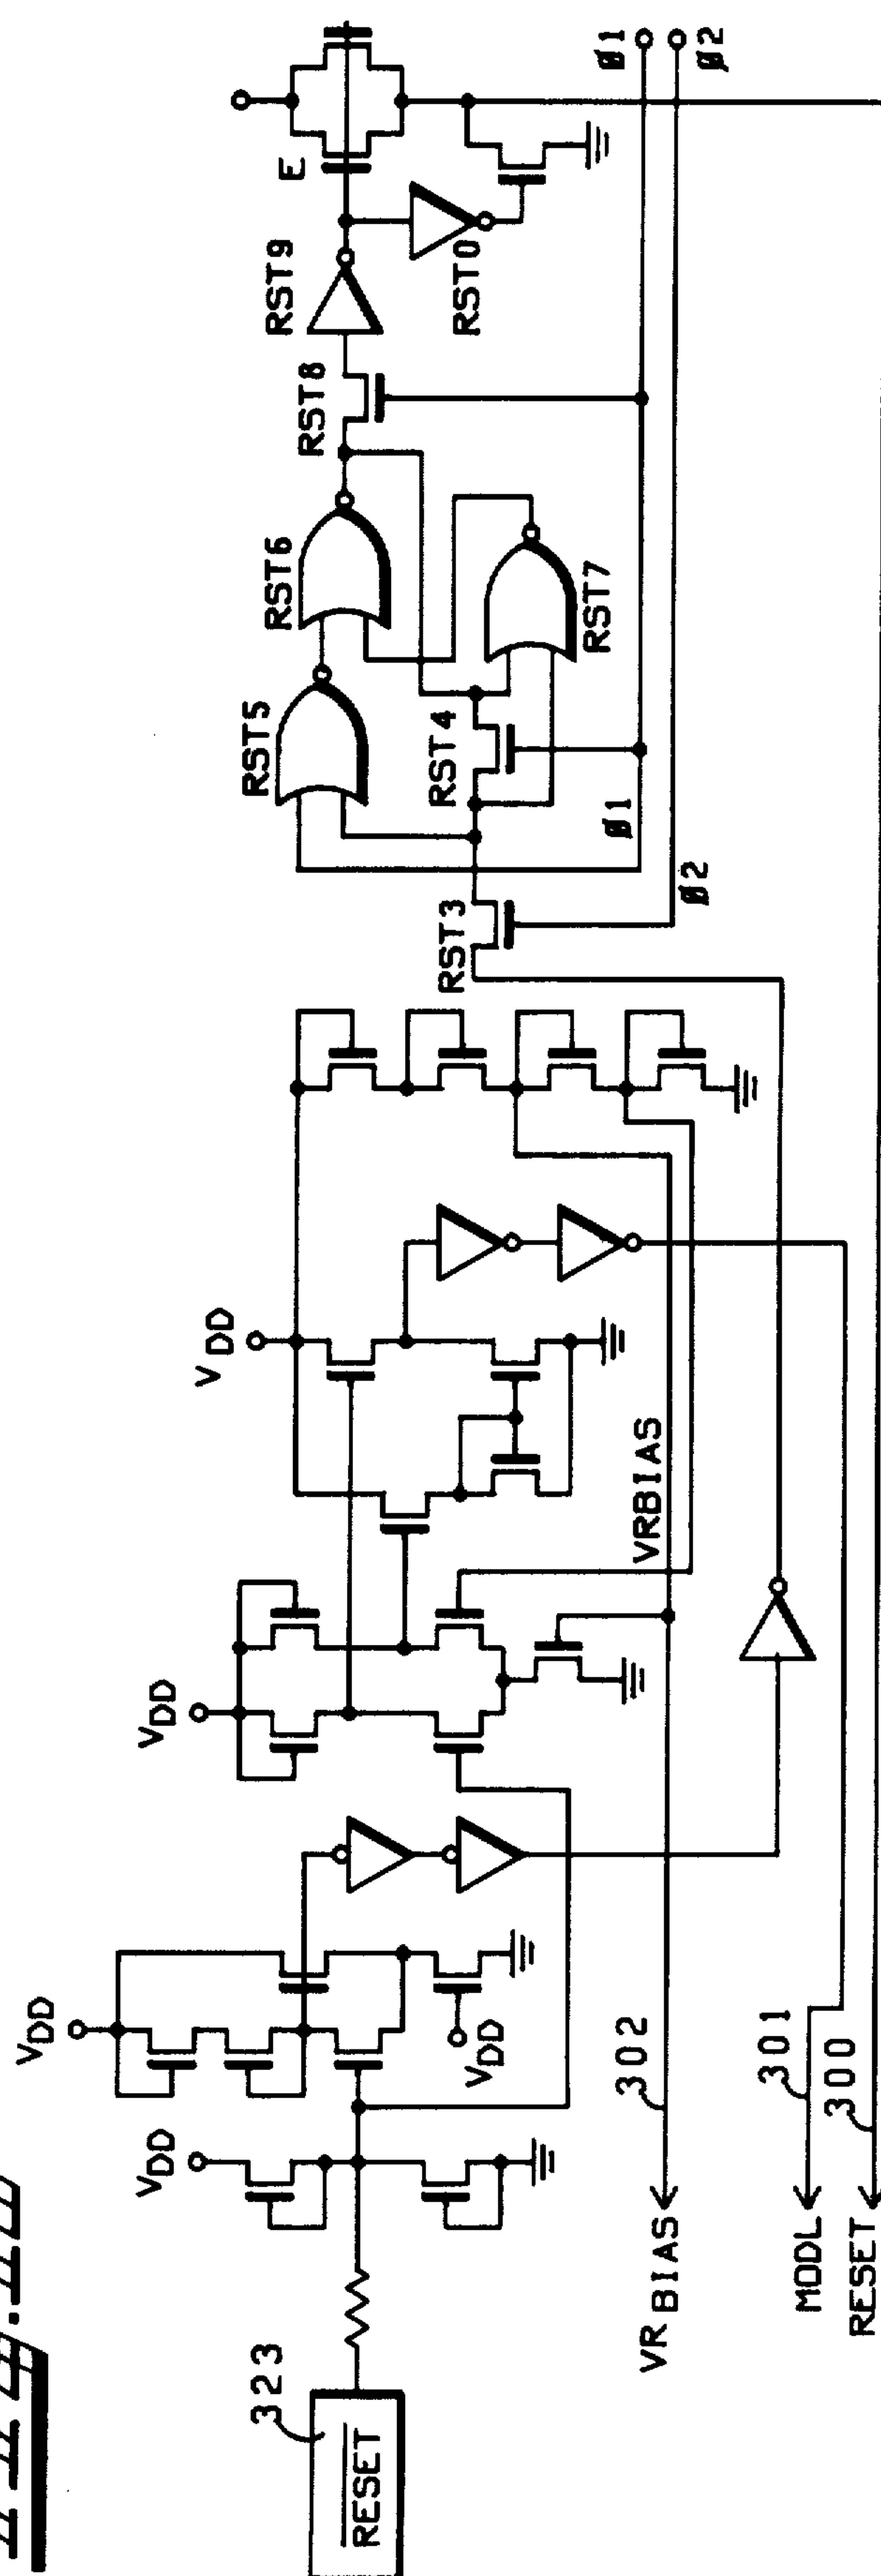 E
RST9
RST0
Ø1
Ø2
RST8
RST6
RST7
RST5
RST4
Ø1
RST3
Ø2
VDD
VRBIAS
VDD
VDD
VDD
VDD
302
301
300
VR BIAS
MODL
RESET
323
RESET